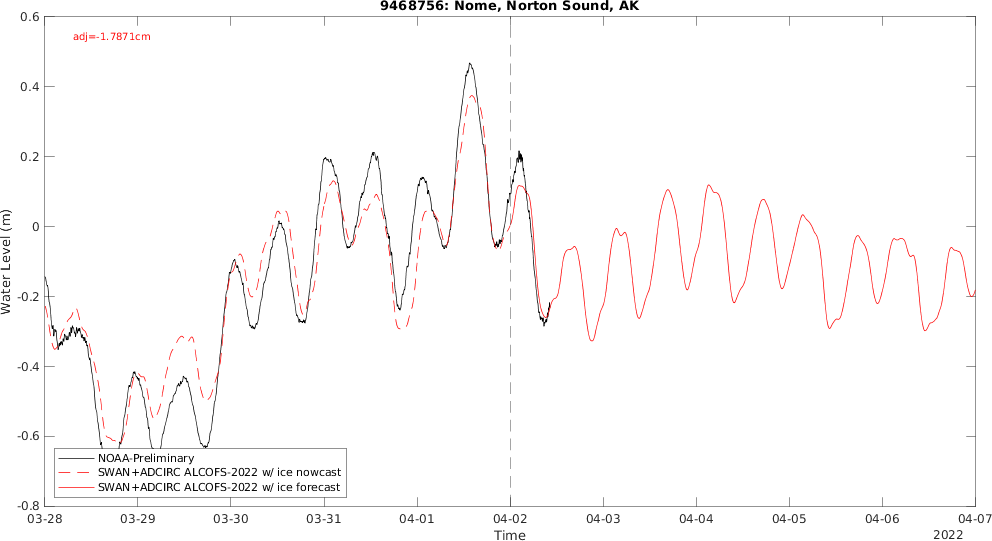 9468756: Nome, Norton Sound, AK
adj=-1.7871cm
0.6
0.4
0.2
0
-0.2
-0.4
-0.6
-0.8
Water Level (m)
NOAA-Preliminary
SWAN+ADCIRC ALCOFS-2022 w/ ice nowcast
SWAN+ADCIRC ALCOFS-2022 w/ ice forecast
03-28 03-29 03-30 03-31 04-01 04-02 04-03 04-04 04-05 04-06 04-07
Time
2022